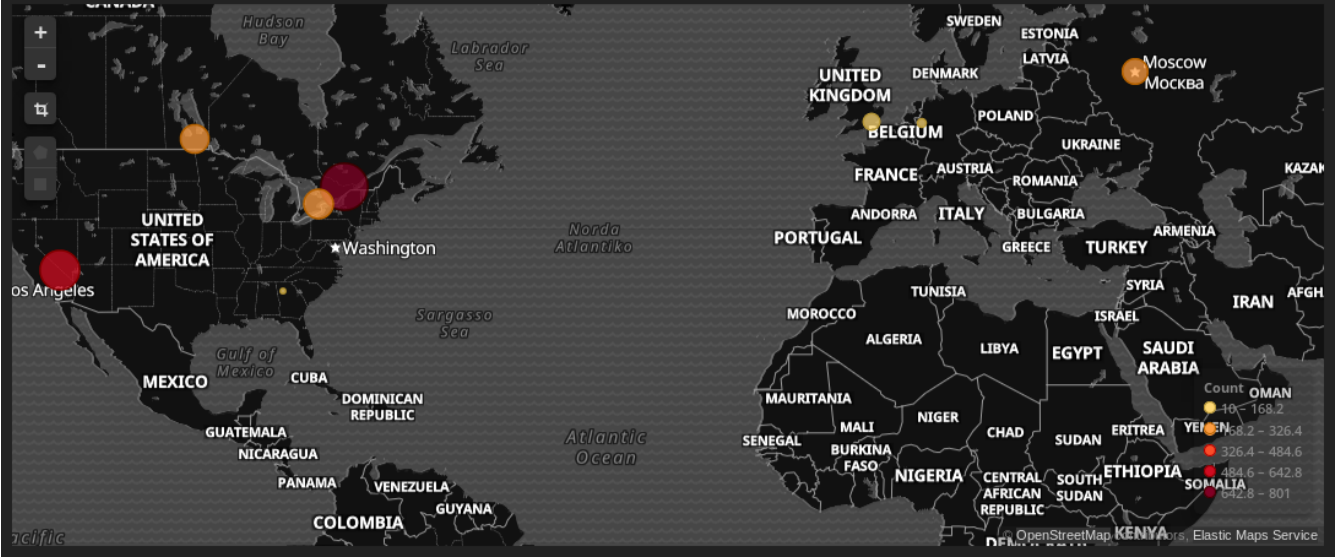 CANADA
Hudson
Bay
Labrador
Sea
SWEDEN
ESTONIA
LATVIA
Moscow
Москва
DENMARK
UNITED
KINGDOM
POLAND
BELGIUM
UKRAINE
FRANCE
AUSTRIA
ROMANIA
KAZAK
UNITED
STATES OF
AMERICA
Washington
os Angeles
Norda
Atlantiko
ANDORRA
ITALY
BULGARIA
PORTUGAL
GREECE
TURKEY
ARMENIA
SYRIA
TUNISIA
IRAN
AFGH
MOROCCO
ISRAEL
Sargasso
Sea
ALGERIA
LIBYA
EGYPT
SAUDI
ARABIA
Gulf of
Mexico
MEXICO
CUBA
DOMINICAN
REPUBLIC
MAURITANIA
MALI
NIGER
CHAD
SUDAN
ERITREA
YEMEN
OMAN
GUATEMALA
NICARAGUA
PANAMA
VENEZUELA
GUYANA
COLOMBIA
Atlantic
Ocean
SENEGAL
BURKINA
FASO
NIGERIA
CENTRAL
AFRICAN
REPUBLIC
SOUTH
SUDAN
ETHIOPIA
SOMALIA
KENYA
acific
Count
10 – 168.2
168.2 – 326.4
326.4 – 484.6
484.6 – 642.8
642.8 – 801
OpenStreetMap contributors, Elastic Maps Service